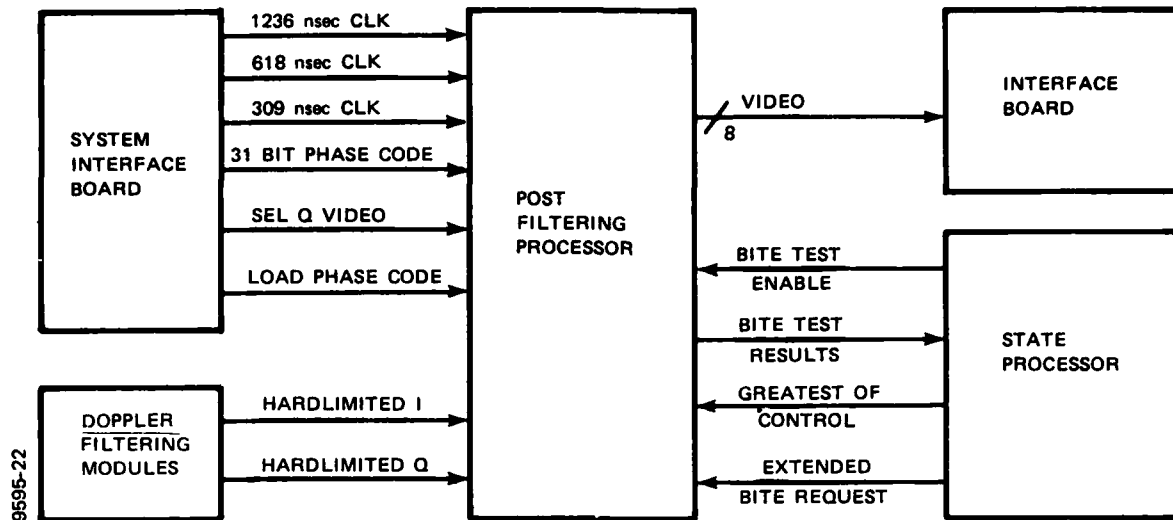 1236 nsec CLK
618 nsec CLK
309 nsec CLK
31 BIT PHASE CODE
SEL Q VIDEO
LOAD PHASE CODE
SYSTEM
INTERFACE
BOARD
HARDLIMITED I
HARDLIMITED Q
DOPPLER
FILTERING
MODULES
POST
FILTERING
PROCESSOR
VIDEO
8
INTERFACE
BOARD
BITE TEST
ENABLE
BITE TEST
RESULTS
GREATEST OF
CONTROL
EXTENDED
BITE REQUEST
STATE
PROCESSOR
9595-22